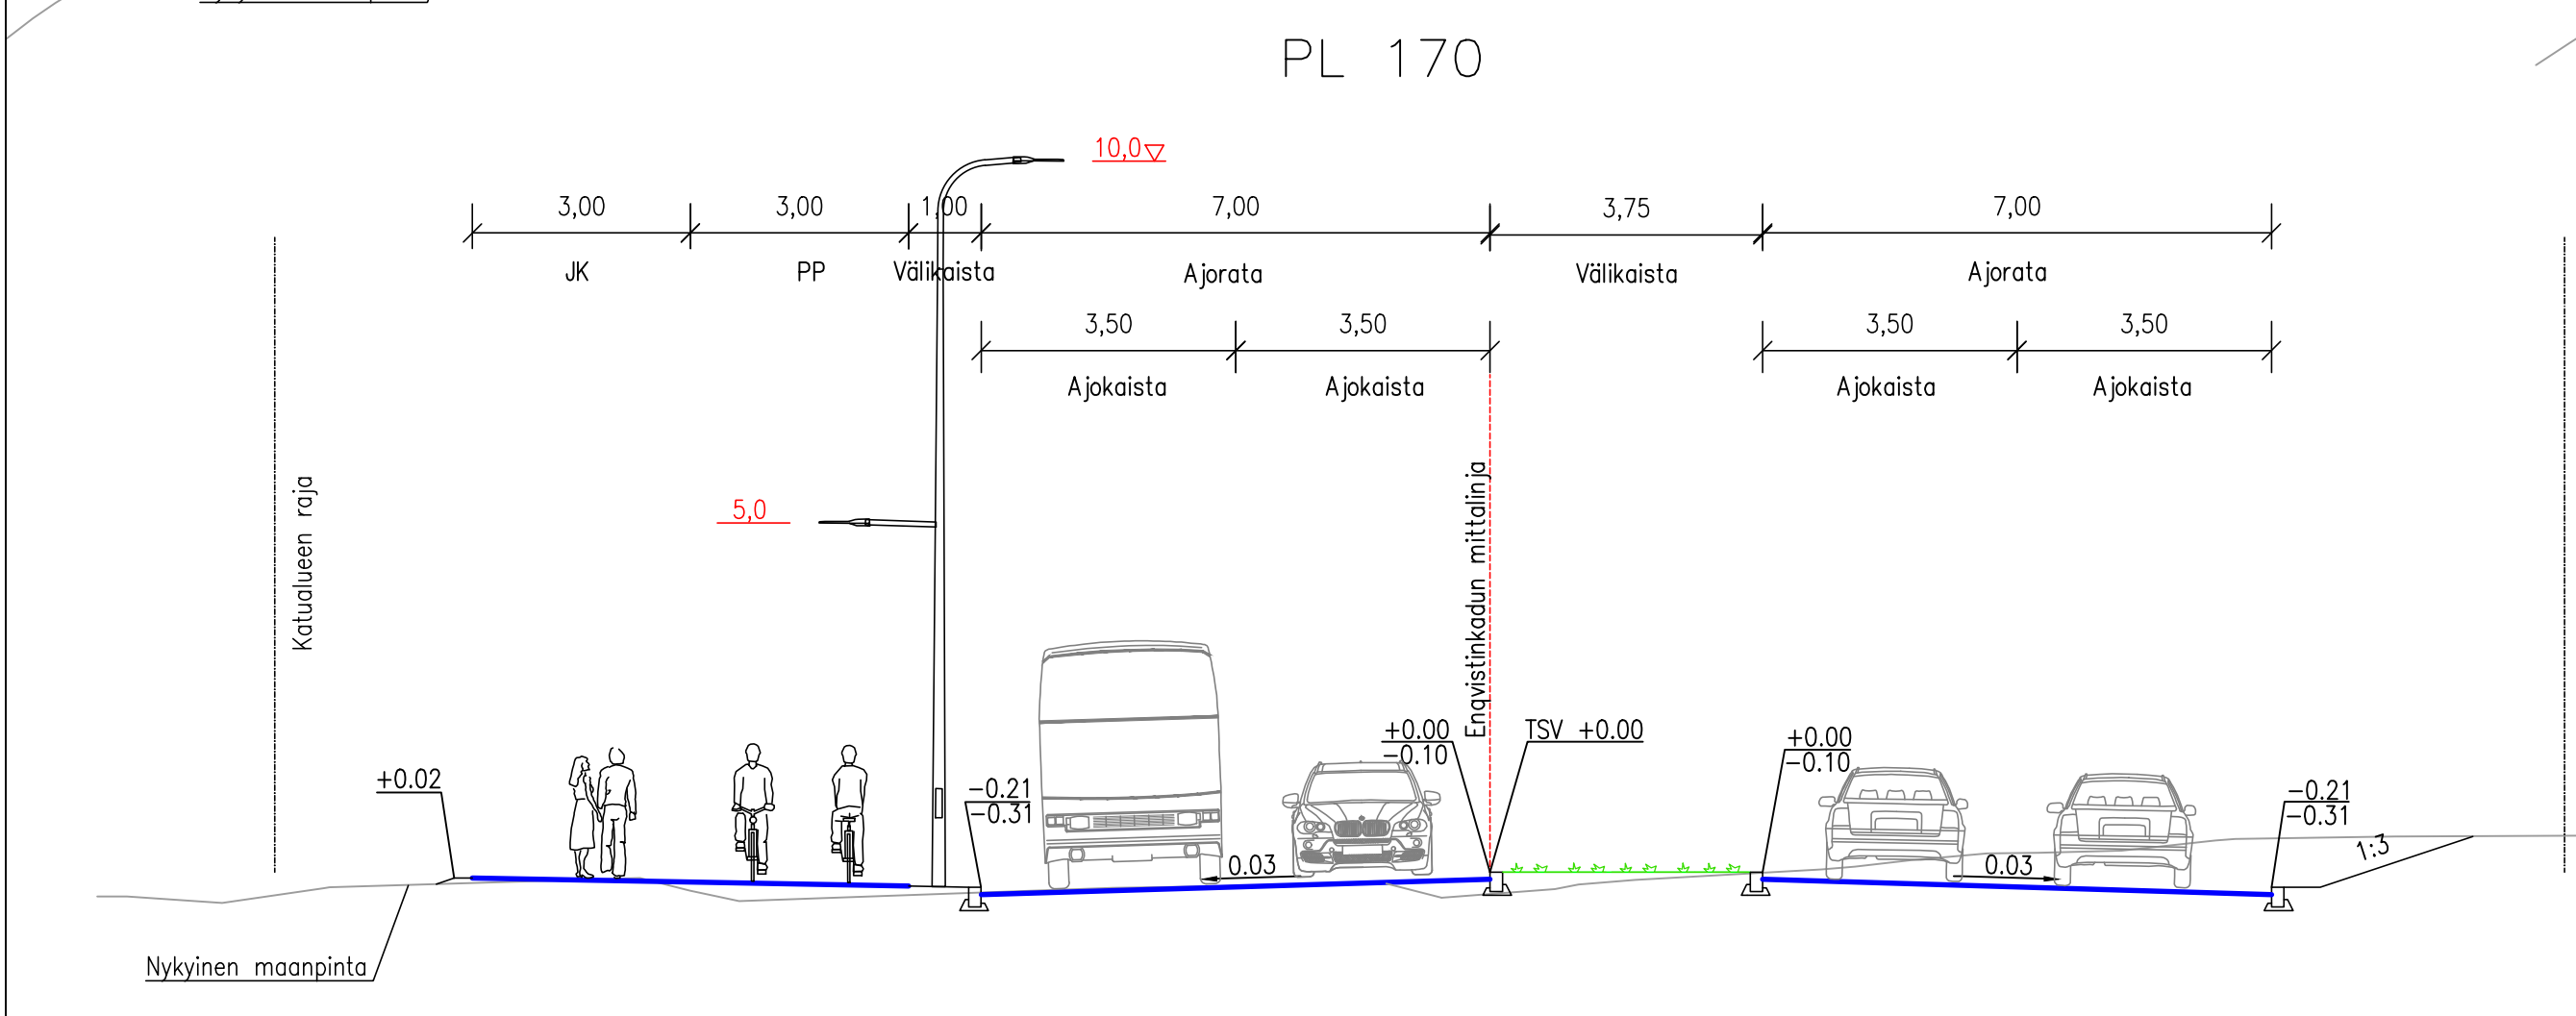 PL 170
10,0
3,00
3,00
1,00
7,00
3,75
7,00
JK
PP
Välikaista
Ajorata
Välikaista
Ajorata
3,50
3,50
3,50
3,50
Ajokaista
Ajokaista
Ajokaista
Ajokaista
Katualueen raja
5,0
Enqvistinkadun mittalinja
+0.02
-0.21
-0.31
+0.00
-0.10
TSV +0.00
+0.00
-0.10
-0.21
-0.31
0.03
0.03
1:3
Nykyinen maanpinta